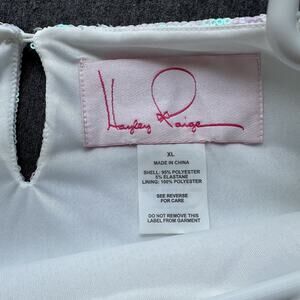 Hayley Paige
XL
MADE IN CHINA
SHELL: 95% POLYESTER
5% ELASTANE
LINING: 100% POLYESTER
SEE REVERSE
FOR CARE
DO NOT REMOVE THIS
LABEL FROM GARMENT